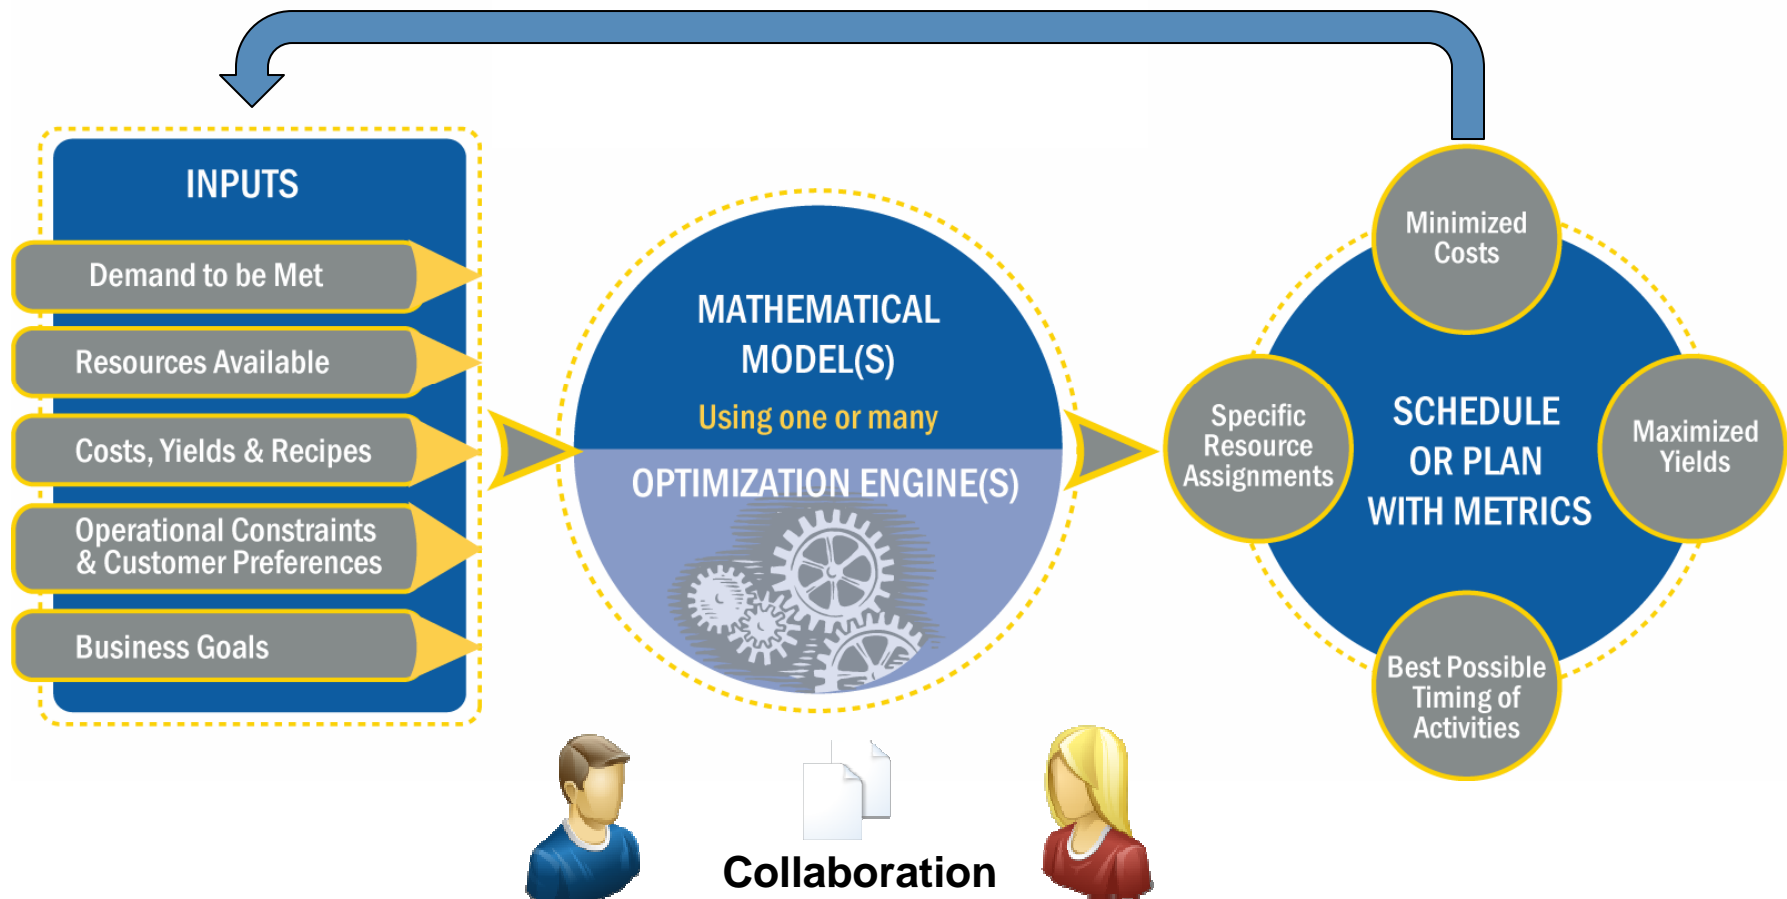 INPUTS
Demand to be Met
Resources Available
Costs, Yields & Recipes
Operational Constraints
& Customer Preferences
Business Goals
MATHEMATICAL
MODEL(S)
Using one or many
OPTIMIZATION ENGINE(S)
Minimized
Costs
Specific
Resource
Assignments
SCHEDULE
OR PLAN
WITH METRICS
Maximized
Yields
Best Possible
Timing of
Activities
Collaboration